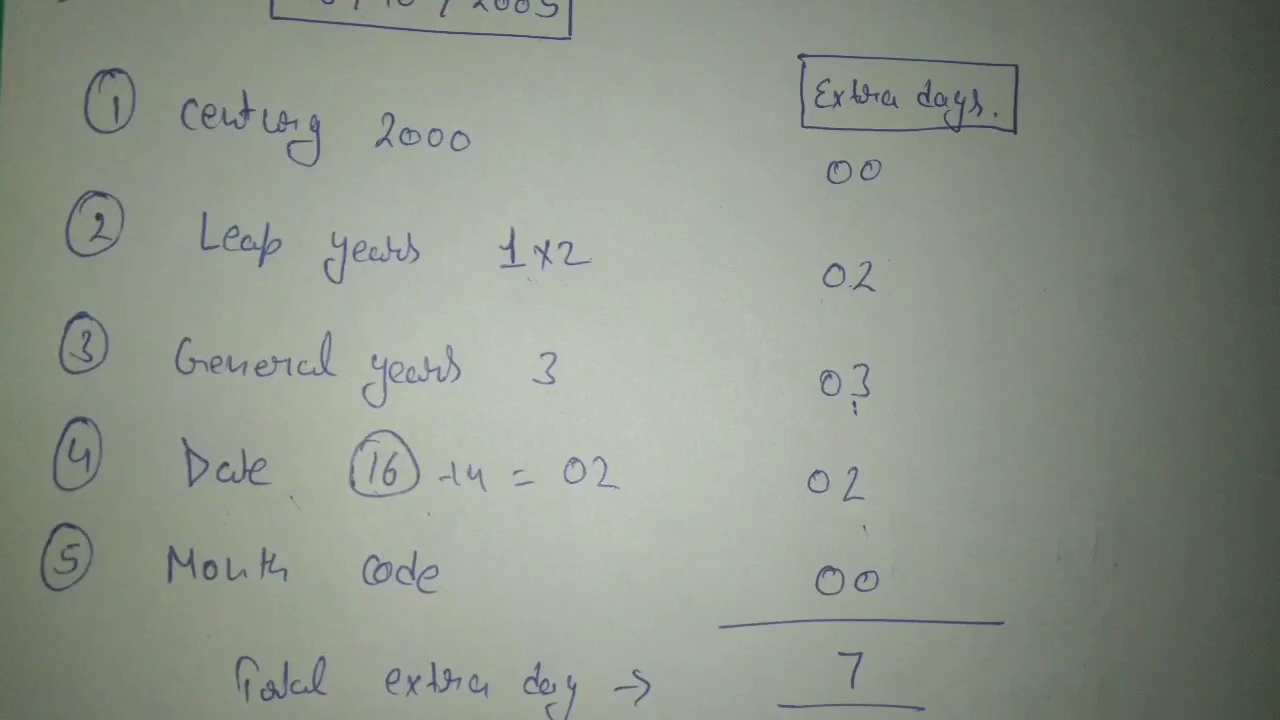 2005
Extra days.
① Century 2000 00
② Leap years 1x2 02
③ General years 3 03
④ Date 16 -14 = 02 02
⑤ Month code 00
Total extra day → 7